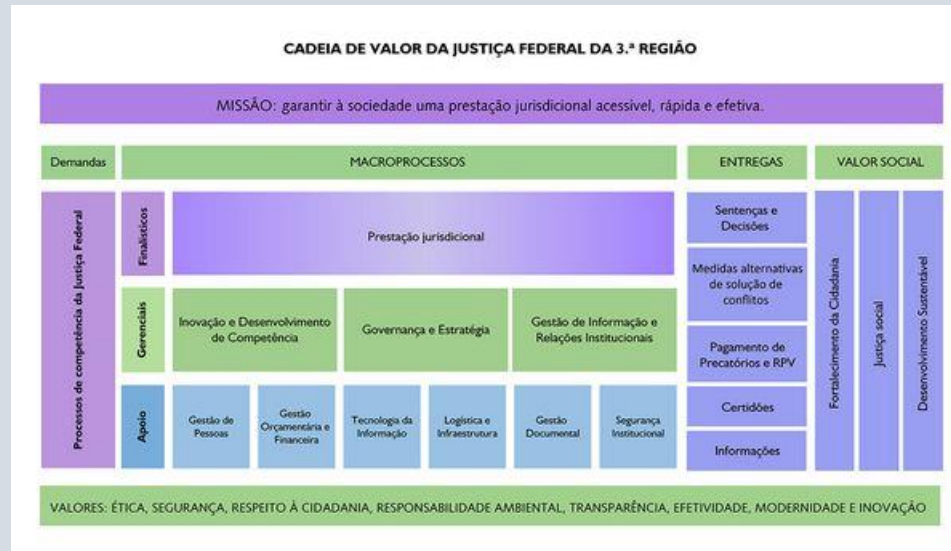 CADEIA DE VALOR DA JUSTIÇA FEDERAL DA 3.ª REGIÃO
MISSÃO: garantir à sociedade uma prestação jurisdicional acessível, rápida e efetiva.
Demandas
MACROPROCESSOS
ENTREGAS
VALOR SOCIAL
Processos de competência da Justiça Federal
Finalísticos
Prestação jurisdicional
Gerenciais
Inovação e Desenvolvimento
de Competência
Governança e Estratégia
Gestão de Informação e
Relações Institucionais
Apoio
Gestão de
Pessoas
Gestão
Orçamentária e
Financeira
Tecnologia da
Informação
Logística e
Infraestrutura
Gestão
Documental
Segurança
Institucional
Sentenças e
Decisões
Medidas alternativas
de solução de
conflitos
Pagamento de
Precatórios e RPV
Certidões
Informações
Fortalecimento da Cidadania
Justiça social
Desenvolvimento Sustentável
VALORES: ÉTICA, SEGURANÇA, RESPEITO À CIDADANIA, RESPONSABILIDADE AMBIENTAL, TRANSPARÊNCIA, EFETIVIDADE, MODERNIDADE E INOVAÇÃO